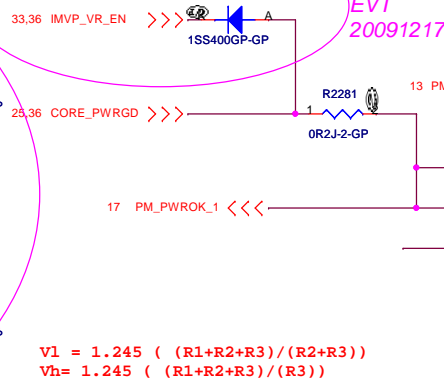 EVT
20091217
33,36 IMVP_VR_EN
A
1SS400GP-GP
25,36 CORE_PWRGD
R2281
1
0R2J-2-GP
13 PM
17 PM_PWROK_1
Vl = 1.245 ( (R1+R2+R3)/(R2+R3))
Vh= 1.245 ( (R1+R2+R3)/(R3))